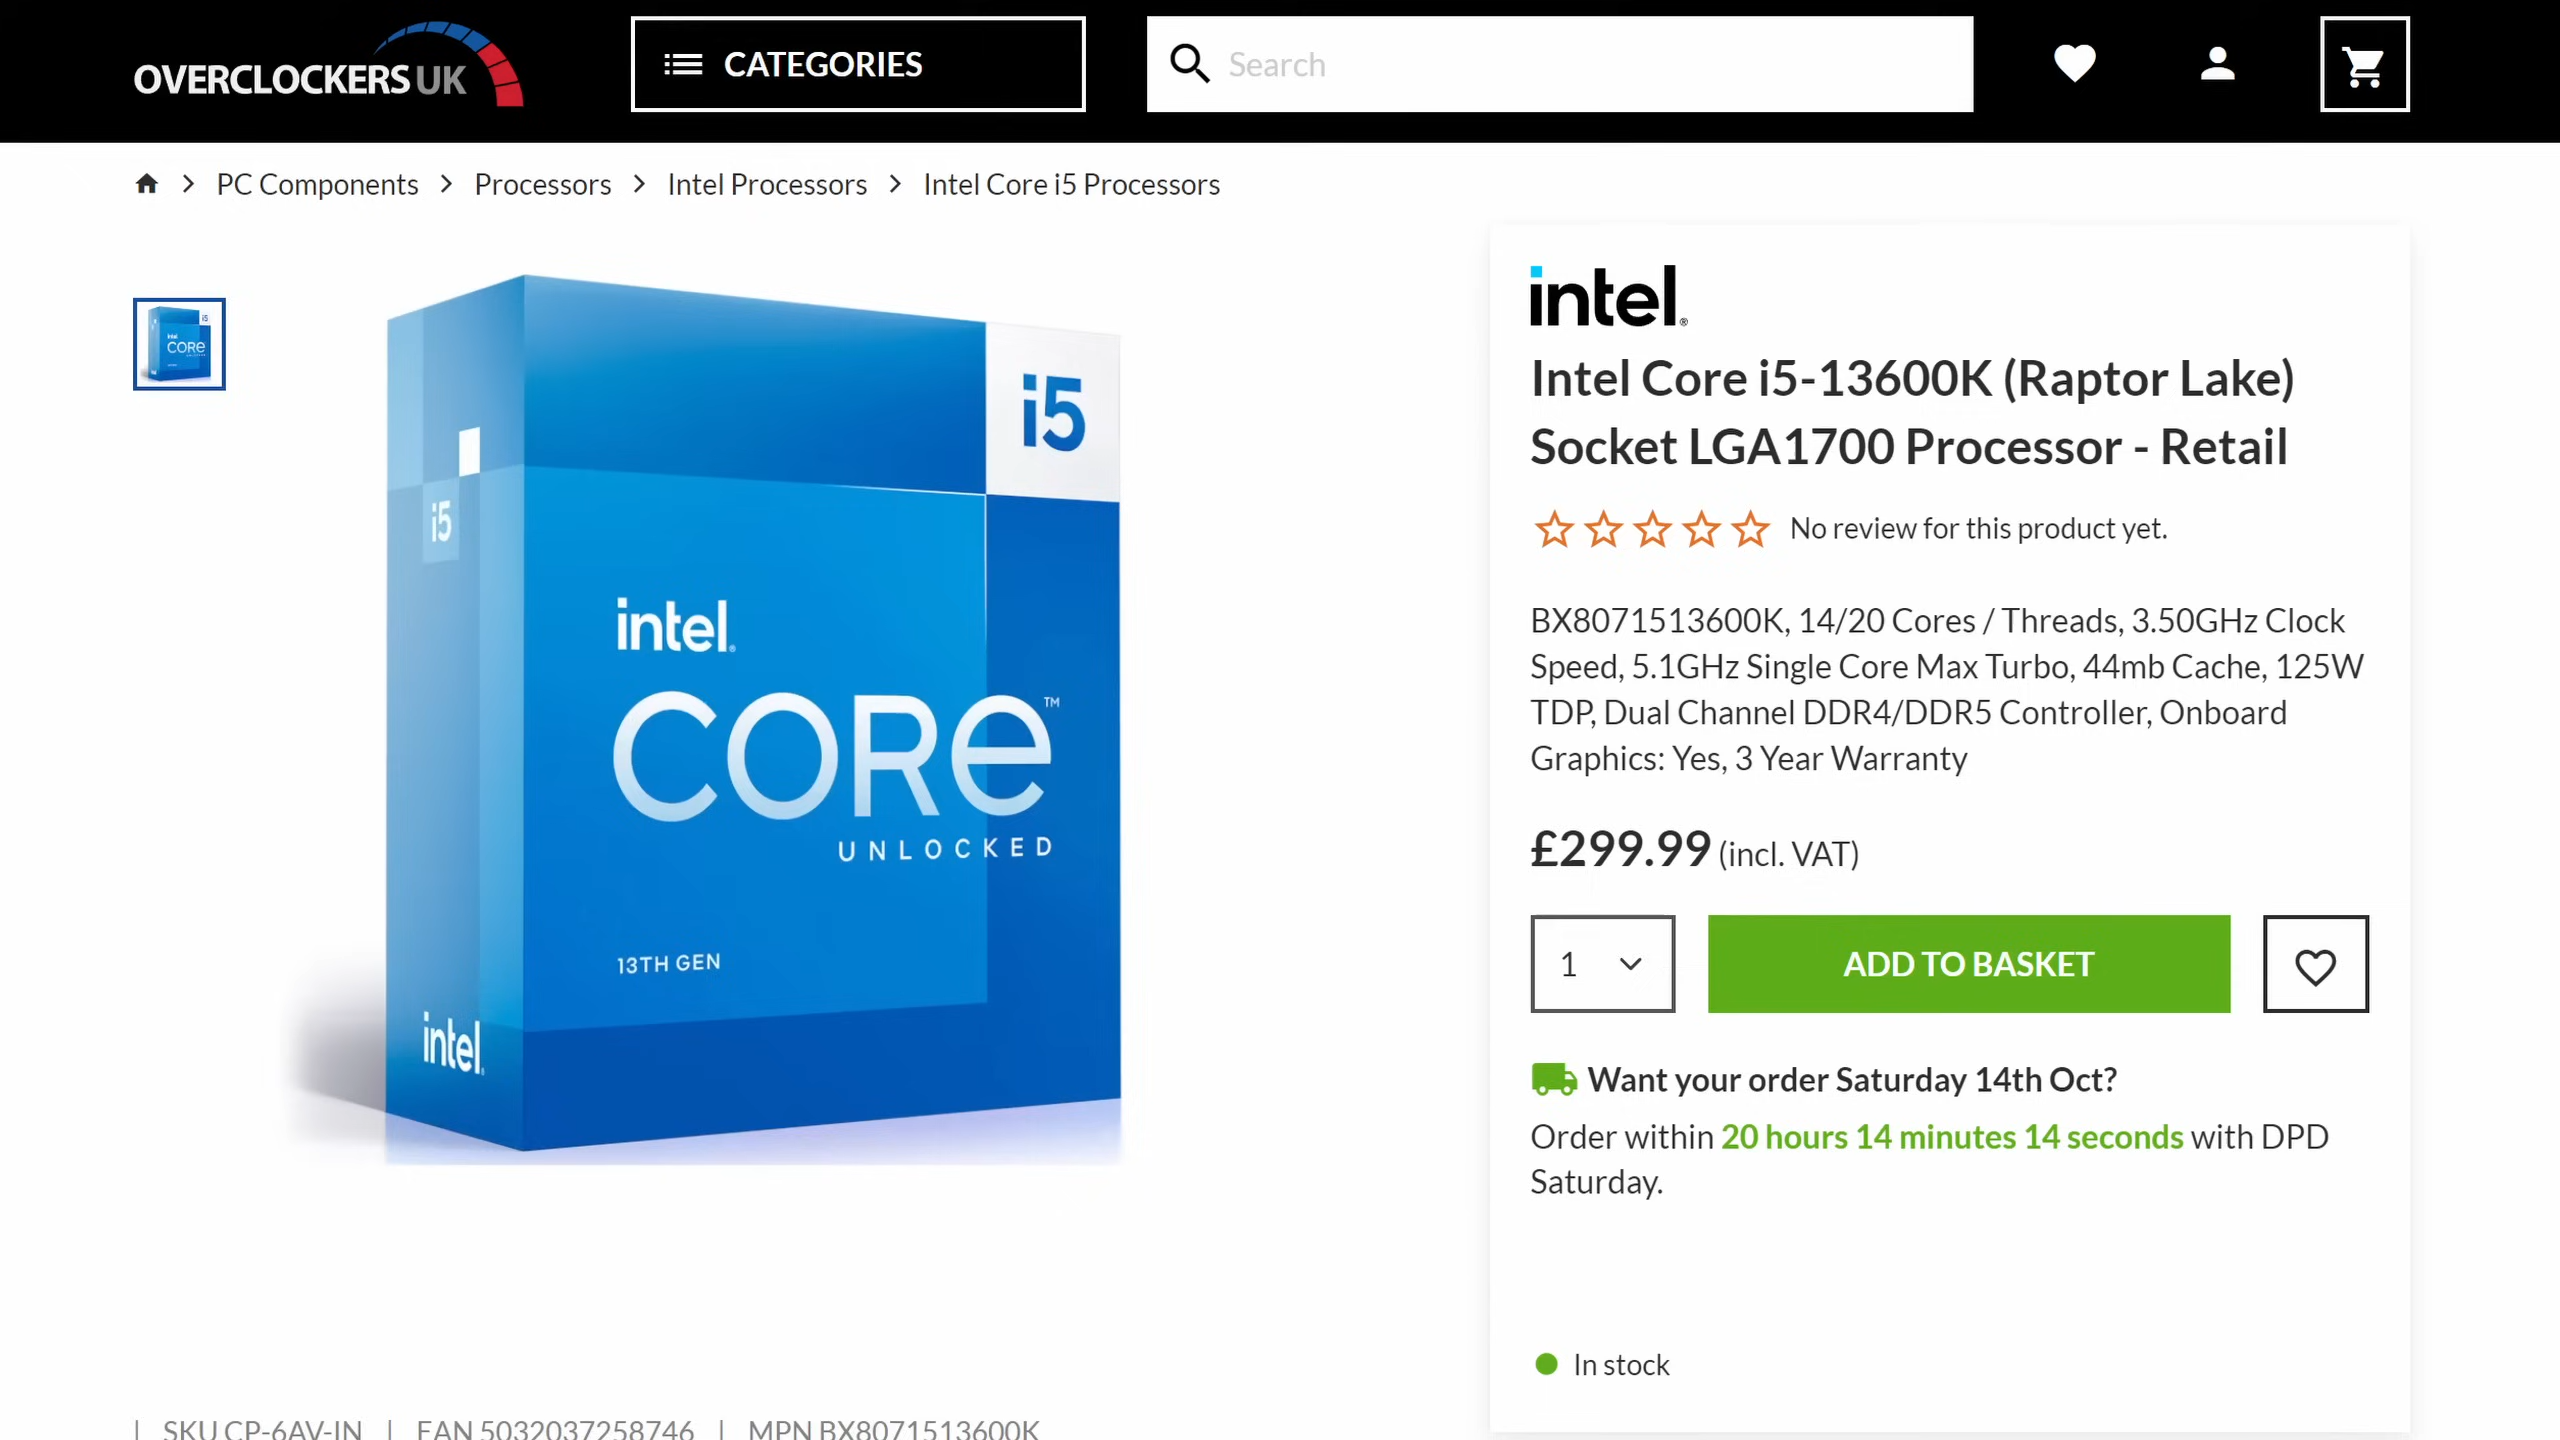 OVERCLOCKERS UK
CATEGORIES
Search
PC Components
Processors
Intel Processors
Intel Core i5 Processors
i5
i5
intel®
CORE™
UNLOCKED
13TH GEN
intel®
intel®
Intel Core i5-13600K (Raptor Lake)
Socket LGA1700 Processor - Retail
No review for this product yet.
BX8071513600K, 14/20 Cores / Threads, 3.50GHz Clock
Speed, 5.1GHz Single Core Max Turbo, 44mb Cache, 125W
TDP, Dual Channel DDR4/DDR5 Controller, Onboard
Graphics: Yes, 3 Year Warranty
£299.99 (incl. VAT)
1
ADD TO BASKET
Want your order Saturday 14th Oct?
Order within 20 hours 14 minutes 14 seconds with DPD
Saturday.
In stock
| SKU CP-6AV-IN | EAN 5032037258746 | MPN BX8071513600K